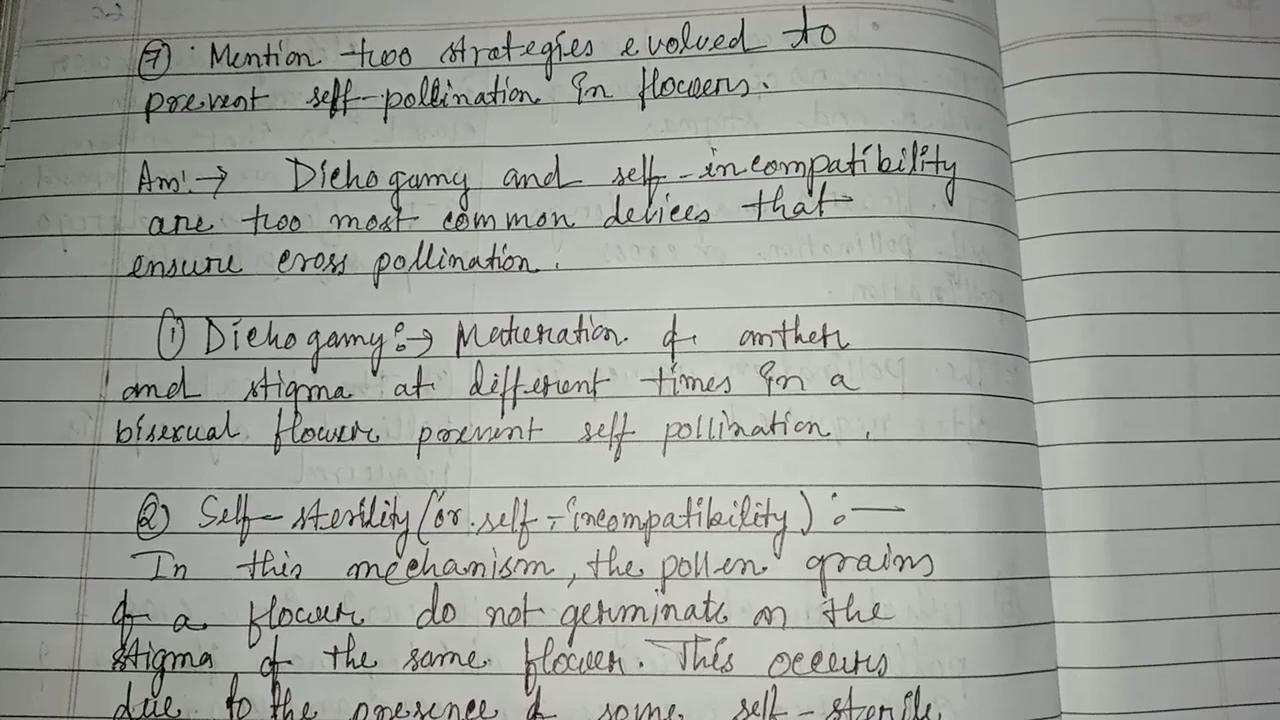 ⑦ Mention two strategies evolved to
prevent self-pollination in flowers.
Ans:→ Dichogamy and self-incompatibility
are two most common devices that
ensure cross pollination.
① Dichogamy:→ Maturation of anther
and stigma at different times in a
bisexual flower prevent self pollination.
② Self-sterility (or self-incompatibility):—
In this mechanism, the pollen grains
of a flower do not germinate on the
stigma of the same flower. This occurs
due to the presence of some self-sterile